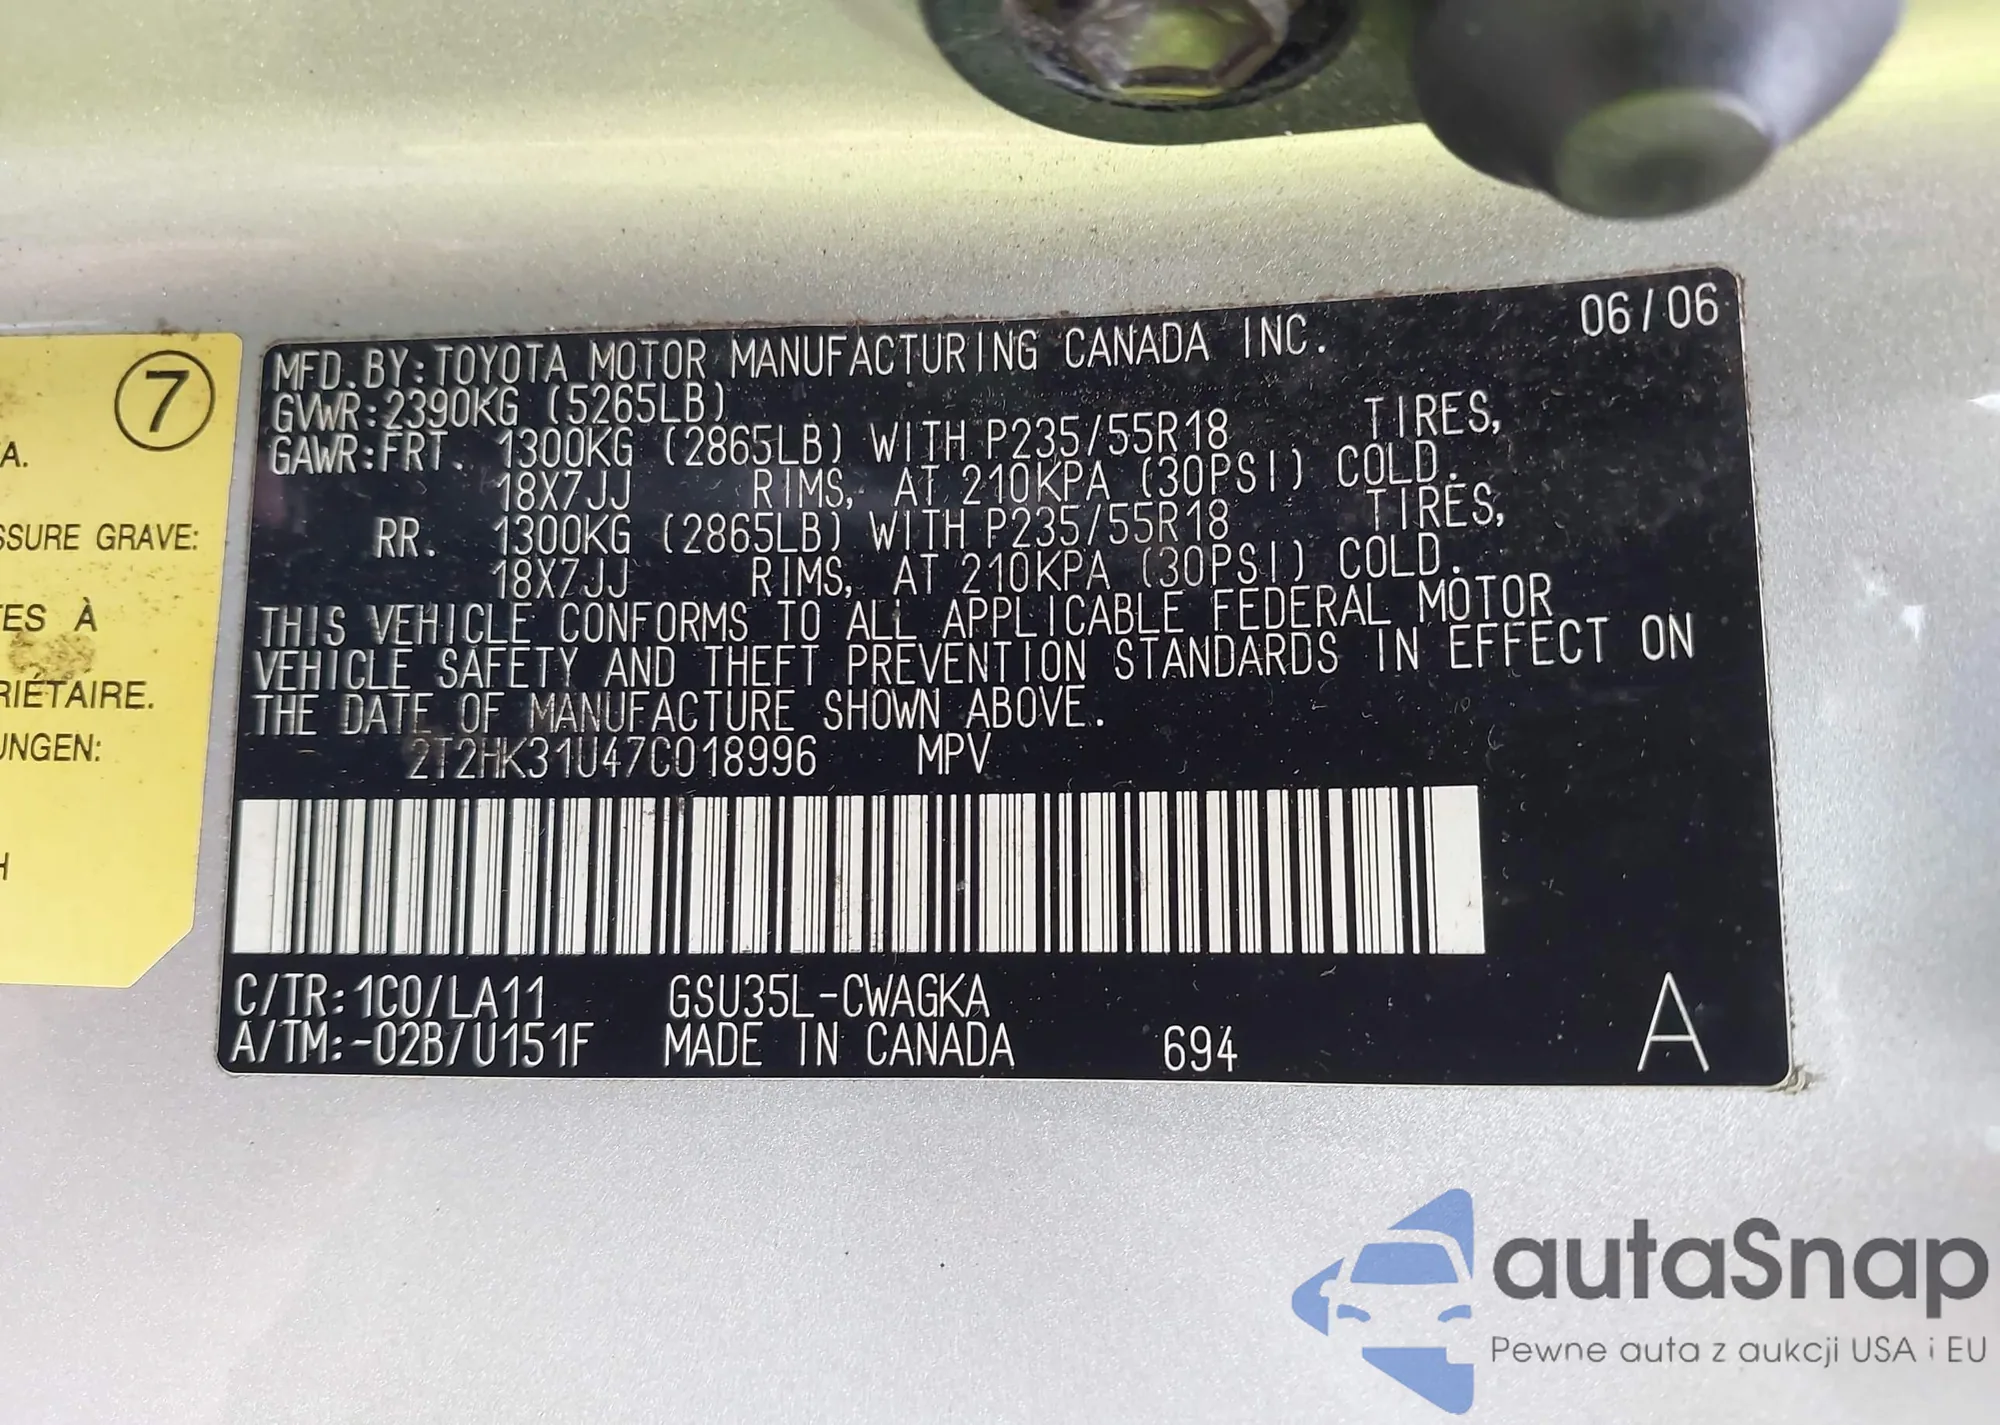 7
A.
SSURE GRAVE:
ES À
RIÉTAIRE.
UNGEN:
H
MFD. BY: TOYOTA MOTOR MANUFACTURING CANADA INC. 06/06
GVWR: 2390KG (5265LB)
GAWR: FRT. 1300KG (2865LB) WITH P235/55R18 TIRES,
18X7JJ RIMS, AT 210KPA (30PSI) COLD.
RR. 1300KG (2865LB) WITH P235/55R18 TIRES,
18X7JJ RIMS, AT 210KPA (30PSI) COLD.
THIS VEHICLE CONFORMS TO ALL APPLICABLE FEDERAL MOTOR
VEHICLE SAFETY AND THEFT PREVENTION STANDARDS IN EFFECT ON
THE DATE OF MANUFACTURE SHOWN ABOVE.
2T2HK31U47C018996 MPV
C/TR: 1C0/LA11 GSU35L-CWAGKA
A/TM: -02B/U151F MADE IN CANADA 694 A
autaSnap
Pewne auta z aukcji USA i EU